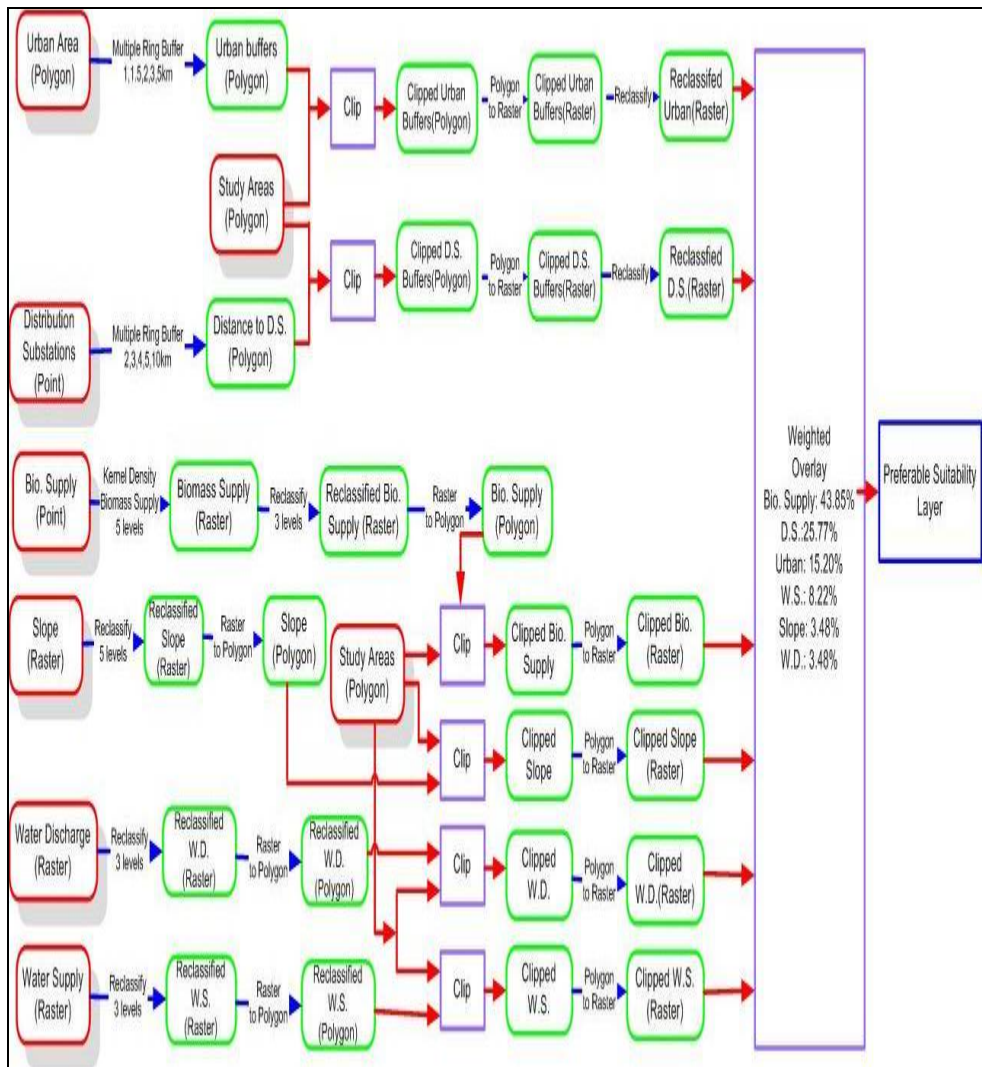 Urban Area
(Polygon)
Multiple Ring Buffer
1,1.5,2,3,5km
Urban buffers
(Polygon)
Clip
Clipped Urban
Buffers(Polygon)
Polygon
to Raster
Clipped Urban
Buffers(Raster)
Reclassify
Reclassifed
Urban(Raster)
Study Areas
(Polygon)
Distribution
Substations
(Point)
Multiple Ring Buffer
2,3,4,5,10km
Distance to D.S.
(Polygon)
Clip
Clipped D.S.
Buffers(Polygon)
Polygon
to Raster
Clipped D.S.
Buffers(Raster)
Reclassify
Reclassfied
D.S.(Raster)
Bio. Supply
(Point)
Kernel Density
Biomass Supply
5 levels
Biomass Supply
(Raster)
Reclassify
3 levels
Reclassified Bio.
Supply (Raster)
Raster
to Polygon
Bio. Supply
(Polygon)
Slope
(Raster)
Reclassify
5 levels
Reclassified
Slope
(Raster)
Raster
to Polygon
Slope
(Polygon)
Study Areas
(Polygon)
Clip
Clipped Bio.
Supply
Polygon
to Raster
Clipped Bio.
(Raster)
Clip
Clipped
Slope
Polygon
to Raster
Clipped Slope
(Raster)
Water Discharge
(Raster)
Reclassify
3 levels
Reclassified
W.D.
(Raster)
Raster
to Polygon
Reclassified
W.D.
(Polygon)
Clip
Clipped
W.D.
Polygon
to Raster
Clipped
W.D.(Raster)
Water Supply
(Raster)
Reclassify
3 levels
Reclassified
W.S.
(Raster)
Raster
to Polygon
Reclassified
W.S.
(Polygon)
Clip
Clipped
W.S.
Polygon
to Raster
Clipped W.S.
(Raster)
Weighted
Overlay
Bio. Supply: 43.85%
D.S.:25.77%
Urban: 15.20%
W.S.: 8.22%
Slope: 3.48%
W.D.: 3.48%
Preferable Suitability
Layer